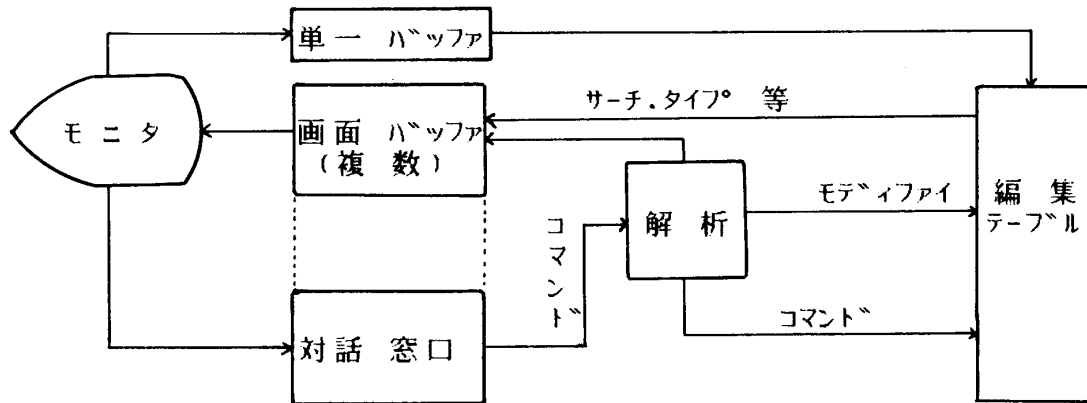 単一 バッファ
サーチ.タイプ 等
モニタ
画面 バッファ
(複数)
コマンド
解析
モディファイ
編集
テーブル
コマンド
対話 窓口